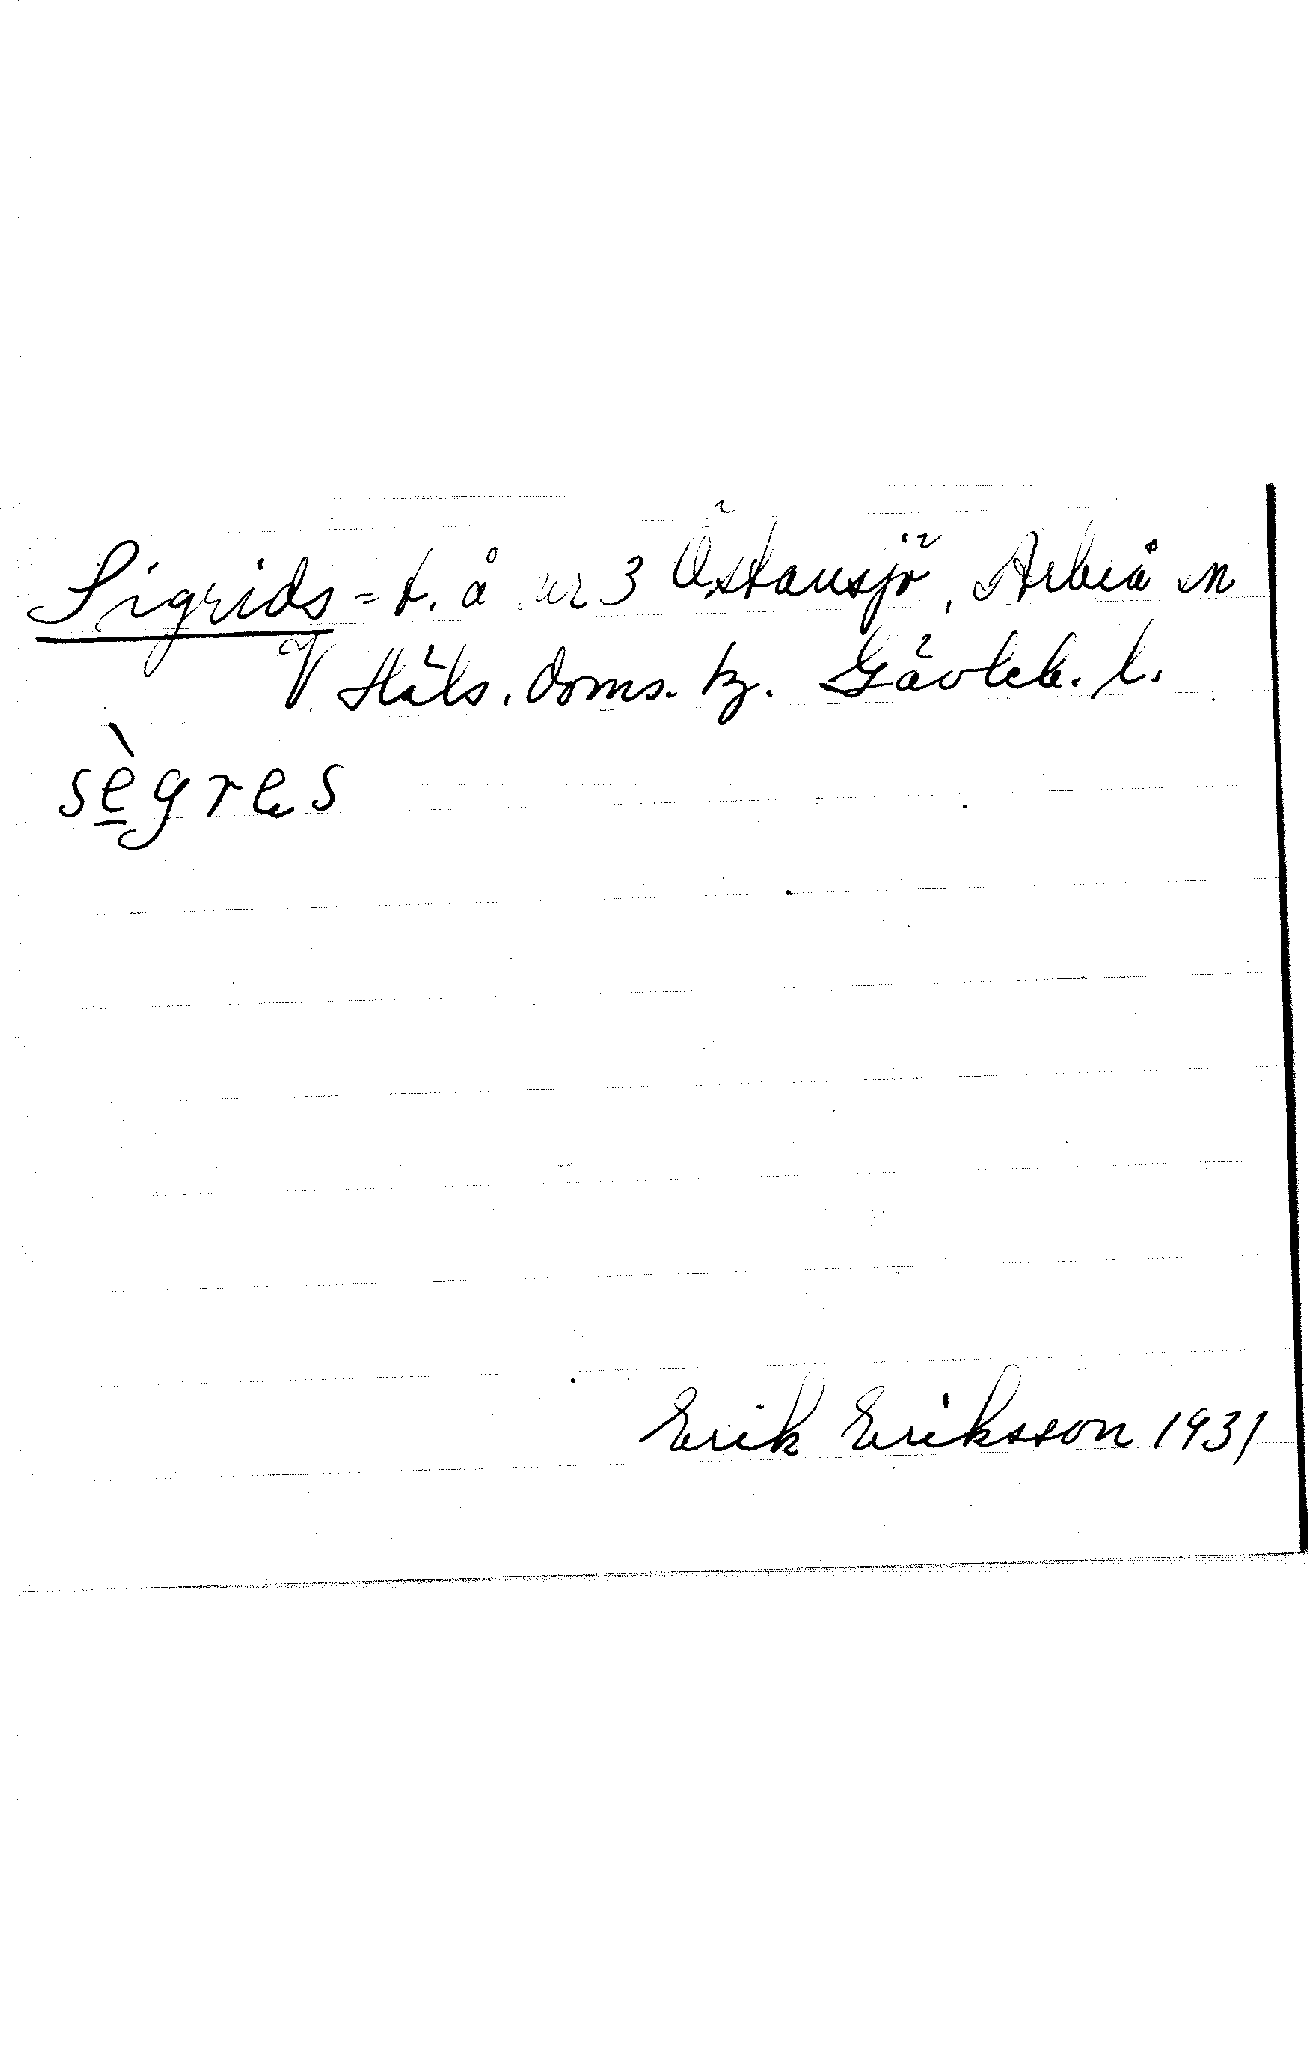 Sigrids = t. å nr 3 Östansjö, Arbrå sn
V Häls. doms. tg. Gävleb. l.
sègres
Erik Eriksson 1931